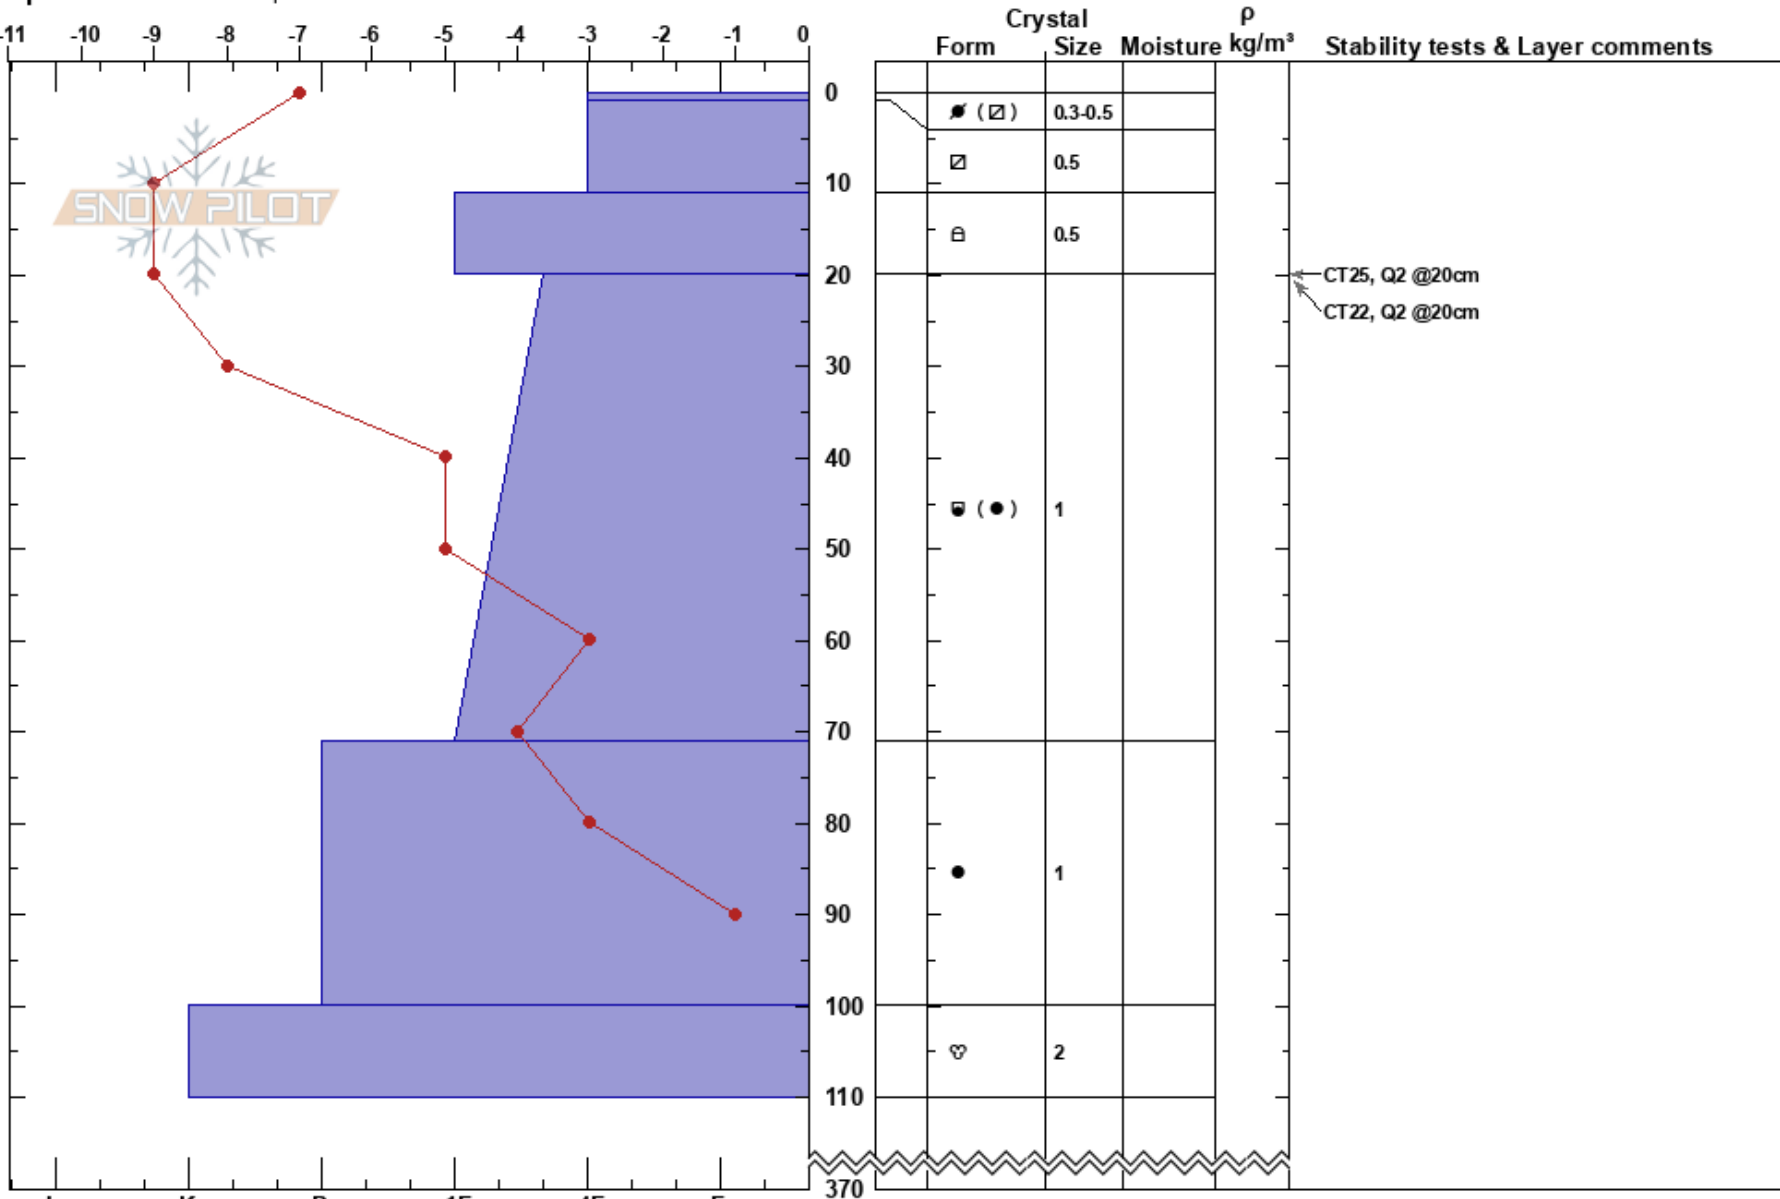 -11 -10 -9 -8 -7 -6 -5 -4 -3 -2 -1 0
Crystal ρ
Form Size Moisture kg/m³ Stability tests & Layer comments
0
( ) 0.3-0.5
0.5
10
SNOW PILOT
0.5
20 CT25, Q2 @20cm
CT22, Q2 @20cm
30
40
( ) 1
50
60
70
80
1
90
100
2
110
370